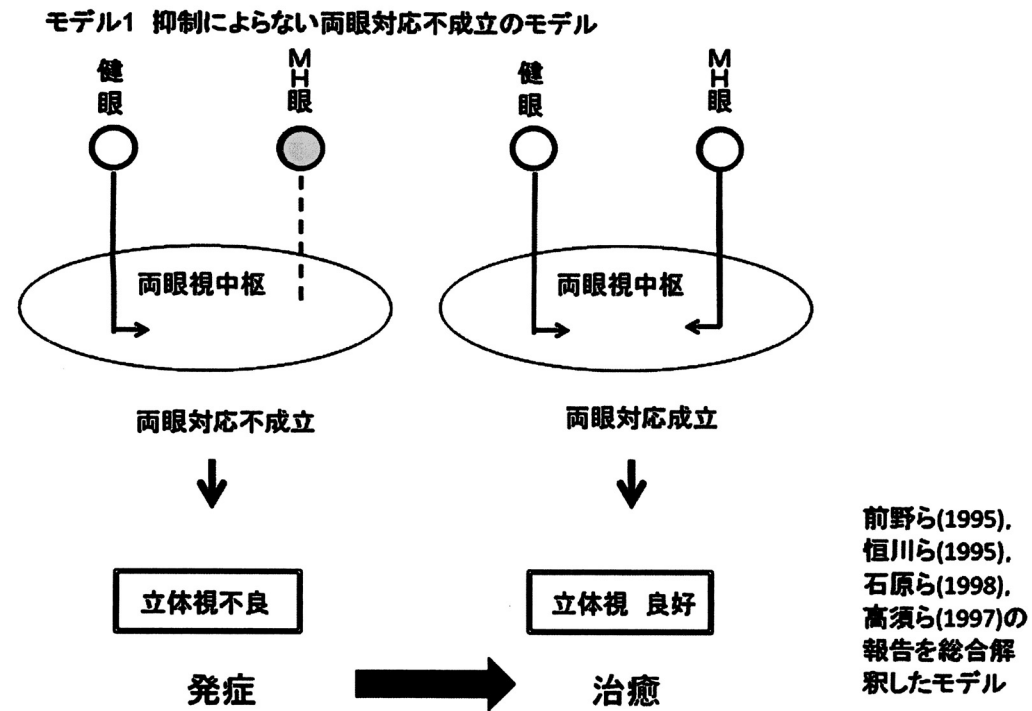 モデル1 抑制によらない両眼対応不成立のモデル
健眼
MH眼
健眼
MH眼
両眼視中枢
両眼視中枢
両眼対応不成立
両眼対応成立
立体視不良
立体視 良好
発症
治癒
前野ら(1995),
恒川ら(1995),
石原ら(1998),
高須ら(1997)の
報告を総合解
釈したモデル